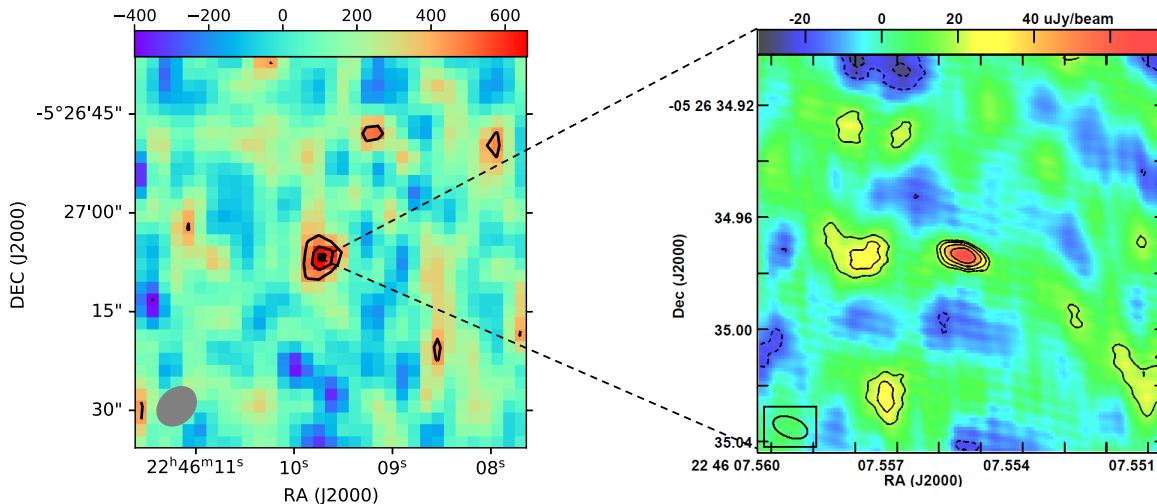 −400 −200 0 200 400 600
-5°26'45"
27'00"
15"
30"
DEC (J2000)
22ʰ46ᵐ11ˢ 10ˢ 09ˢ 08ˢ
RA (J2000)
-20 0 20 40 uJy/beam
-05 26 34.92
34.96
35.00
35.04
Dec (J2000)
22 46 07.560 07.557 07.554 07.551
RA (J2000)